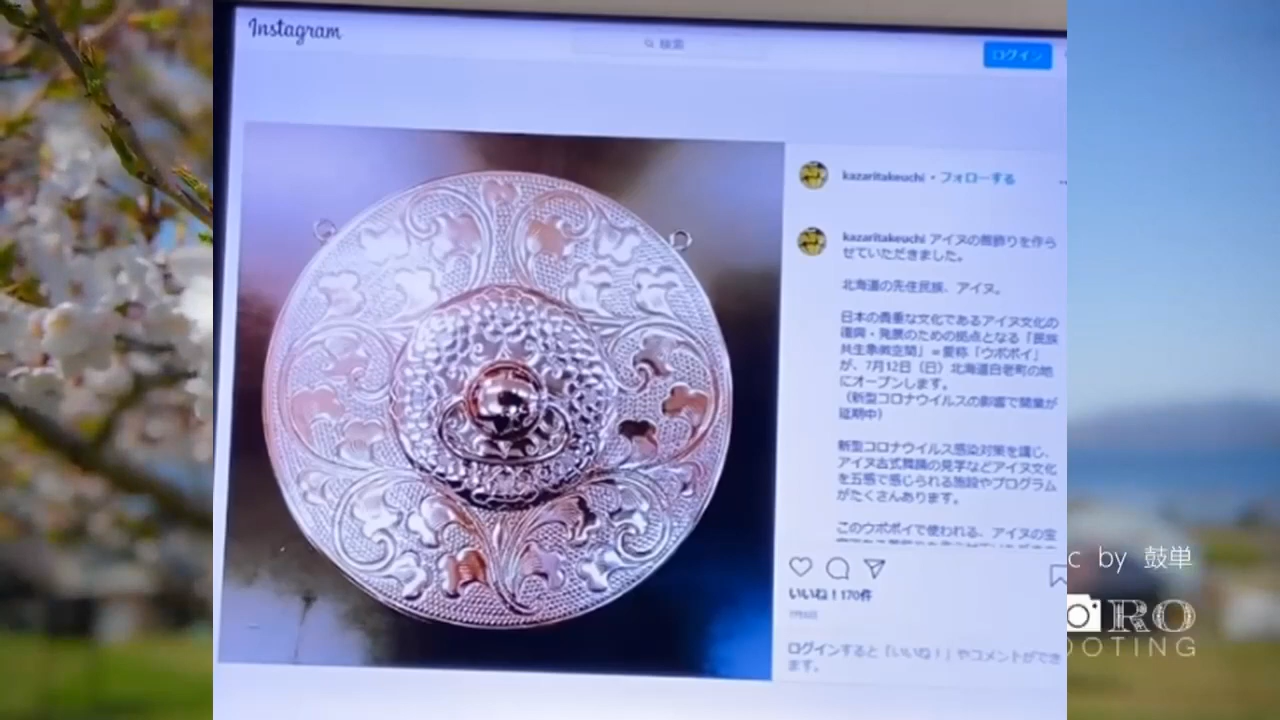 Instagram
検索
ログイン
kazaritakeuchi・フォローする
kazaritakeuchi アイヌの首飾りを作ら
せていただきました。
北海道の先住民族、アイヌ。
日本の貴重な文化であるアイヌ文化の
復興・発展のための拠点となる「民族
共生象徴空間」＝愛称「ウポポイ」
が、7月12日（日）北海道白老町の地
にオープンします。
（新型コロナウイルスの影響で開業が
延期中）
新型コロナウイルス感染対策を講じ、
アイヌ古式舞踊の見学などアイヌ文化
を五感で感じられる施設やプログラム
がたくさんあります。
このウポポイで使われる、アイヌの宝
いいね！170件
ログインすると「いいね！」やコメントができ
ます。
c by 鼓単
RO
OOTING